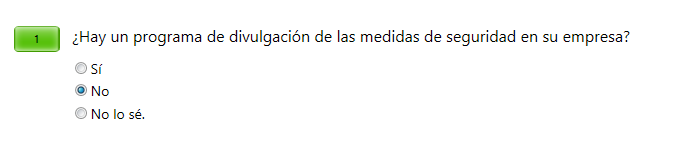 1 ¿Hay un programa de divulgación de las medidas de seguridad en su empresa?
Sí
No
No lo sé.